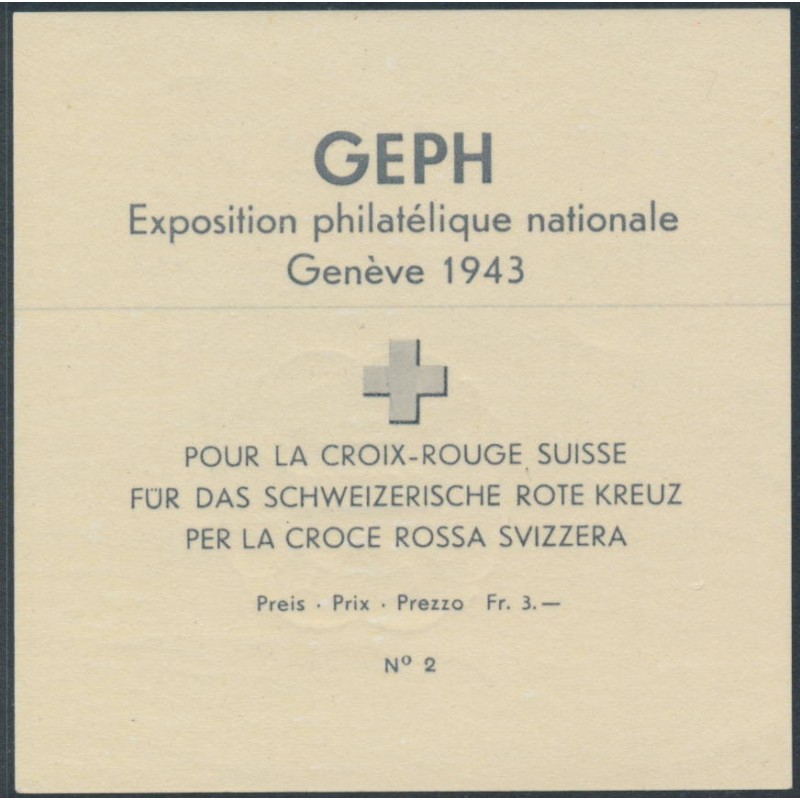 GEPH
Exposition philatélique nationale
Genève 1943
POUR LA CROIX-ROUGE SUISSE
FÜR DAS SCHWEIZERISCHE ROTE KREUZ
PER LA CROCE ROSSA SVIZZERA
Preis · Prix · Prezzo Fr. 3.—
Nº 2